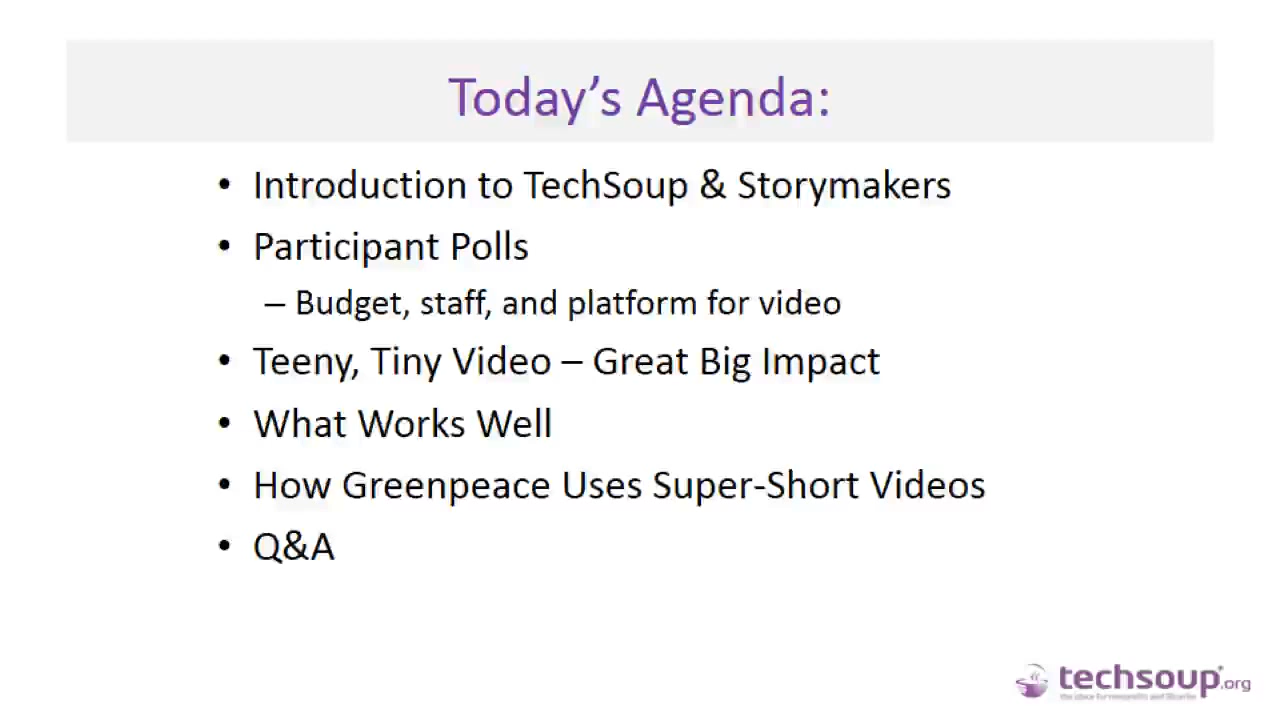 Today's Agenda:
• Introduction to TechSoup & Storymakers
• Participant Polls
– Budget, staff, and platform for video
• Teeny, Tiny Video – Great Big Impact
• What Works Well
• How Greenpeace Uses Super-Short Videos
• Q&A
techsoup.org